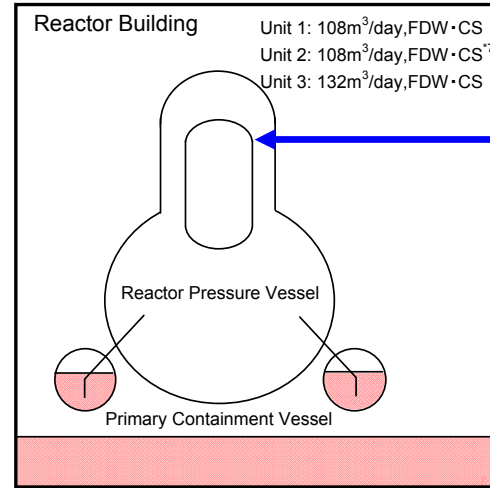 Reactor Building
Unit 1: 108m³/day,FDW・CS
Unit 2: 108m³/day,FDW・CS*7
Unit 3: 132m³/day,FDW・CS
Reactor Pressure Vessel
Primary Containment Vessel